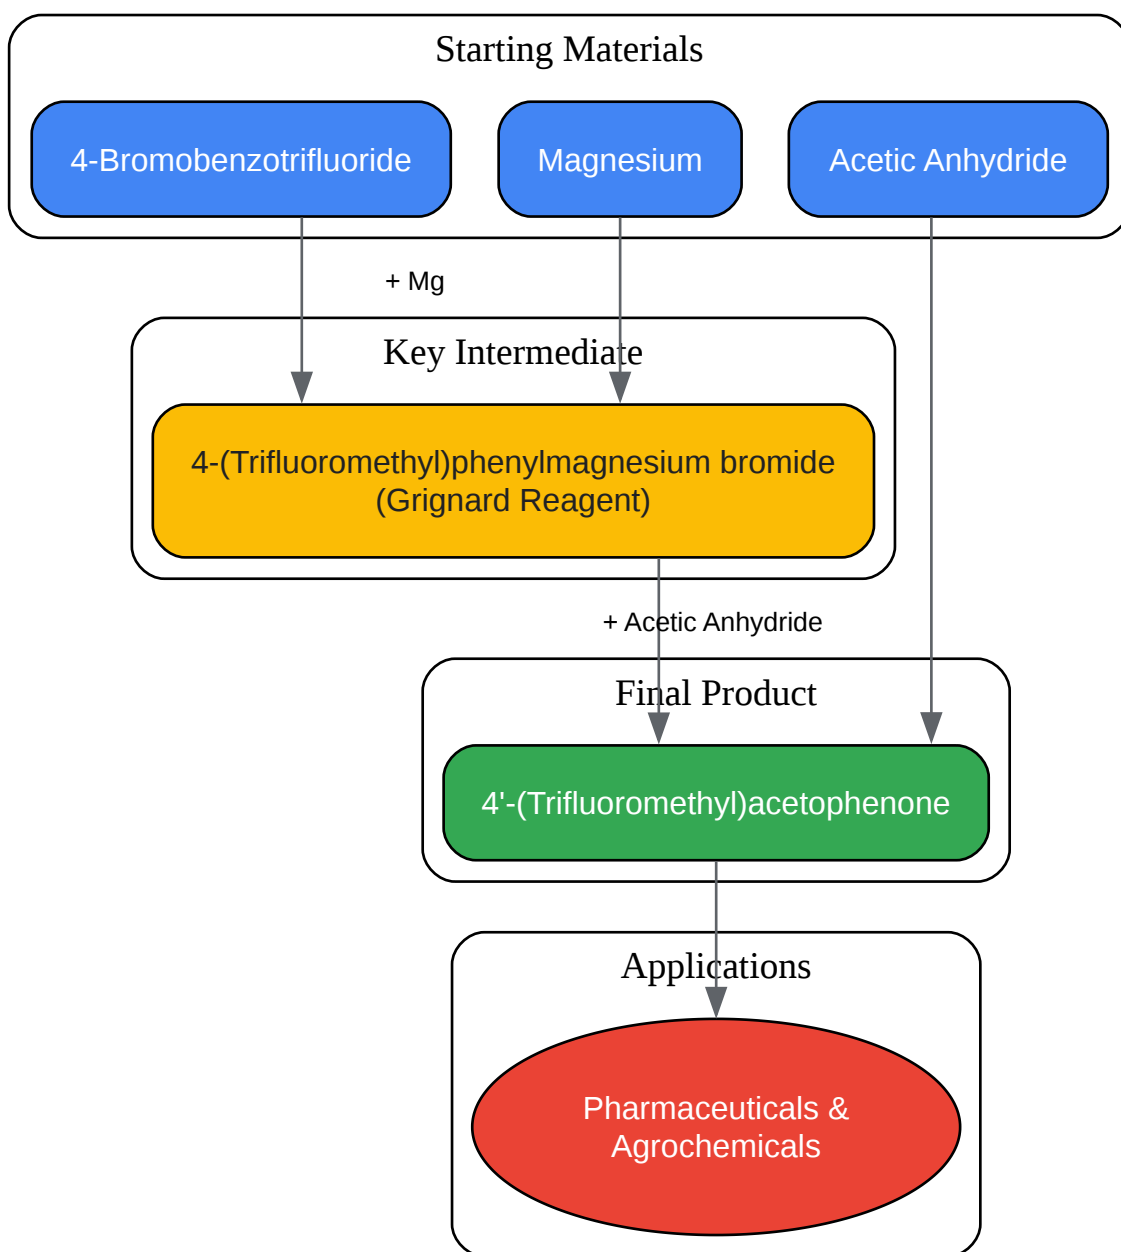 Starting Materials
4-Bromobenzotrifluoride
Magnesium
Acetic Anhydride
+ Mg
Key Intermediate
4-(Trifluoromethyl)phenylmagnesium bromide
(Grignard Reagent)
+ Acetic Anhydride
Final Product
4'-(Trifluoromethyl)acetophenone
Applications
Pharmaceuticals &
Agrochemicals